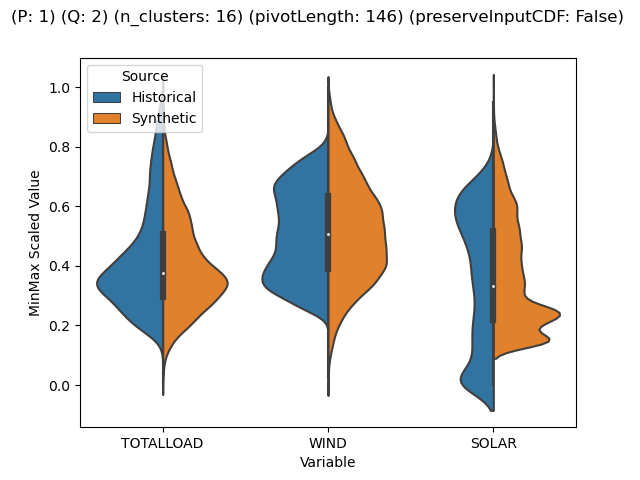 (P: 1) (Q: 2) (n_clusters: 16) (pivotLength: 146) (preserveInputCDF: False)
Source
Historical
Synthetic
1.0
0.8
0.6
0.4
0.2
0.0
MinMax Scaled Value
TOTALLOAD WIND SOLAR
Variable